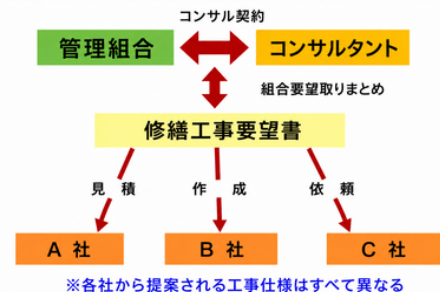 コンサル契約
管理組合
コンサルタント
組合要望取りまとめ
修繕工事要望書
見積
作成
依頼
A 社
B 社
C 社
※各社から提案される工事仕様はすべて異なる